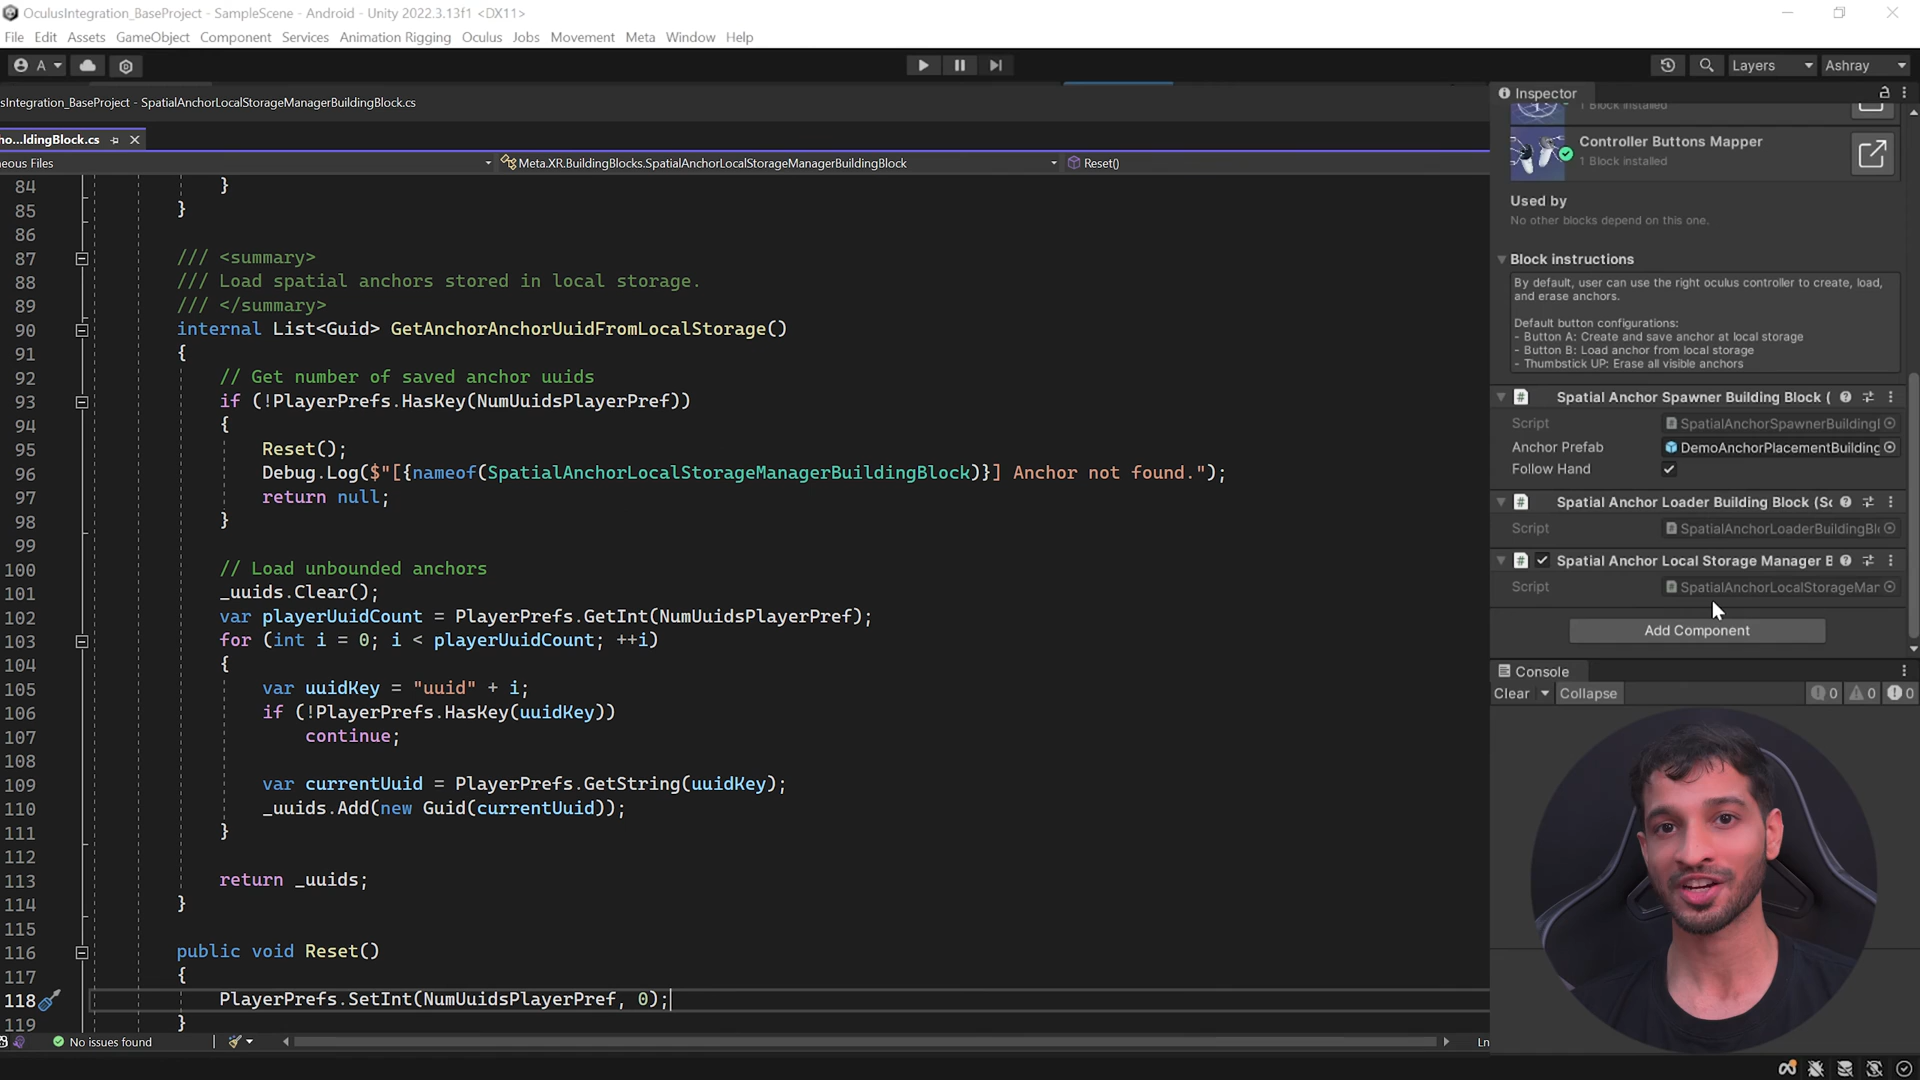 OculusIntegration_BaseProject - SampleScene - Android - Unity 2022.3.13f1 <DX11>
File Edit Assets GameObject Component Services Animation Rigging Oculus Jobs Movement Meta Window Help
A
Layers
Ashray
sIntegration_BaseProject - SpatialAnchorLocalStorageManagerBuildingBlock.cs
ho...ldingBlock.cs
eous Files
Meta.XR.BuildingBlocks.SpatialAnchorLocalStorageManagerBuildingBlock
Reset()
84 }
85 }
86
87 /// <summary>
88 /// Load spatial anchors stored in local storage.
89 /// </summary>
90 internal List<Guid> GetAnchorAnchorUuidFromLocalStorage()
91 {
92 // Get number of saved anchor uuids
93 if (!PlayerPrefs.HasKey(NumUuidsPlayerPref))
94 {
95 Reset();
96 Debug.Log($"[{nameof(SpatialAnchorLocalStorageManagerBuildingBlock)}] Anchor not found.");
97 return null;
98 }
99
100 // Load unbounded anchors
101 _uuids.Clear();
102 var playerUuidCount = PlayerPrefs.GetInt(NumUuidsPlayerPref);
103 for (int i = 0; i < playerUuidCount; ++i)
104 {
105 var uuidKey = "uuid" + i;
106 if (!PlayerPrefs.HasKey(uuidKey))
107 continue;
108
109 var currentUuid = PlayerPrefs.GetString(uuidKey);
110 _uuids.Add(new Guid(currentUuid));
111 }
112
113 return _uuids;
114 }
115
116 public void Reset()
117 {
118 PlayerPrefs.SetInt(NumUuidsPlayerPref, 0);
119 }
No issues found
Ln
Inspector
1 Block installed
Controller Buttons Mapper
1 Block installed
Used by
No other blocks depend on this one.
Block instructions
By default, user can use the right oculus controller to create, load,
and erase anchors.
Default button configurations:
- Button A: Create and save anchor at local storage
- Button B: Load anchor from local storage
- Thumbstick UP: Erase all visible anchors
Spatial Anchor Spawner Building Block (
Script SpatialAnchorSpawnerBuildingl
Anchor Prefab DemoAnchorPlacementBuilding
Follow Hand
Spatial Anchor Loader Building Block (Sc
Script SpatialAnchorLoaderBuildingBl
Spatial Anchor Local Storage Manager B
Script SpatialAnchorLocalStorageMar
Add Component
Console
Clear Collapse 0 0 0